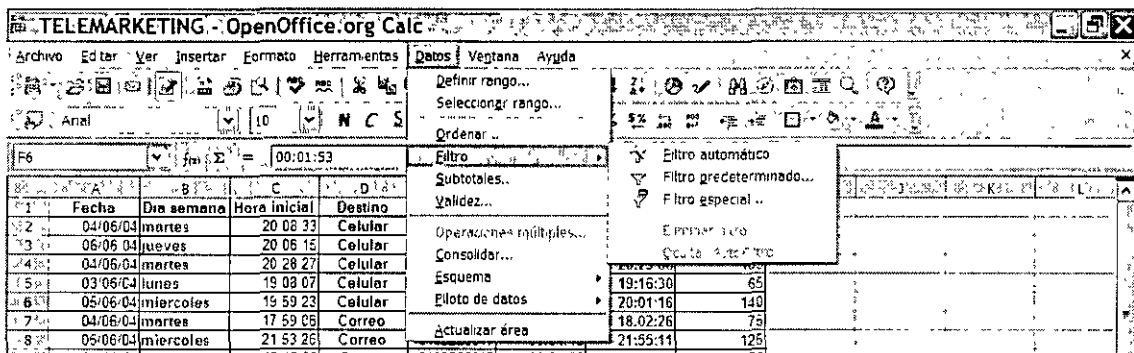 TELEMARKETING - OpenOffice.org Calc
Archivo Editar Ver Insertar Formato Herramientas Datos Ventana Ayuda
Arial 10 N C S
F6 Σ = 00:01:53
Definir rango...
Seleccionar rango...
Ordenar ..
Filtro
Subtotales..
Validez...
Operaciones múltiples...
Consolidar...
Esquema
Piloto de datos
Actualizar área
Filtro automático
Filtro predeterminado...
Filtro especial ..
A B C D K L
1 Fecha Dia semana Hora inicial Destino
2 04/06/04 martes 20 08 33 Celular
3 06/06 04 jueves 20 06 15 Celular
4 04/06/04 martes 20 28 27 Celular
5 03/06/04 lunes 19 03 07 Celular 19:16:30 65
6 05/06/04 miercoles 19 59 23 Celular 20:01:16 140
7 04/06/04 martes 17 59 05 Correo 18.02:26 75
8 05/06/04 miercoles 21 53 26 Correo 21:55:11 125